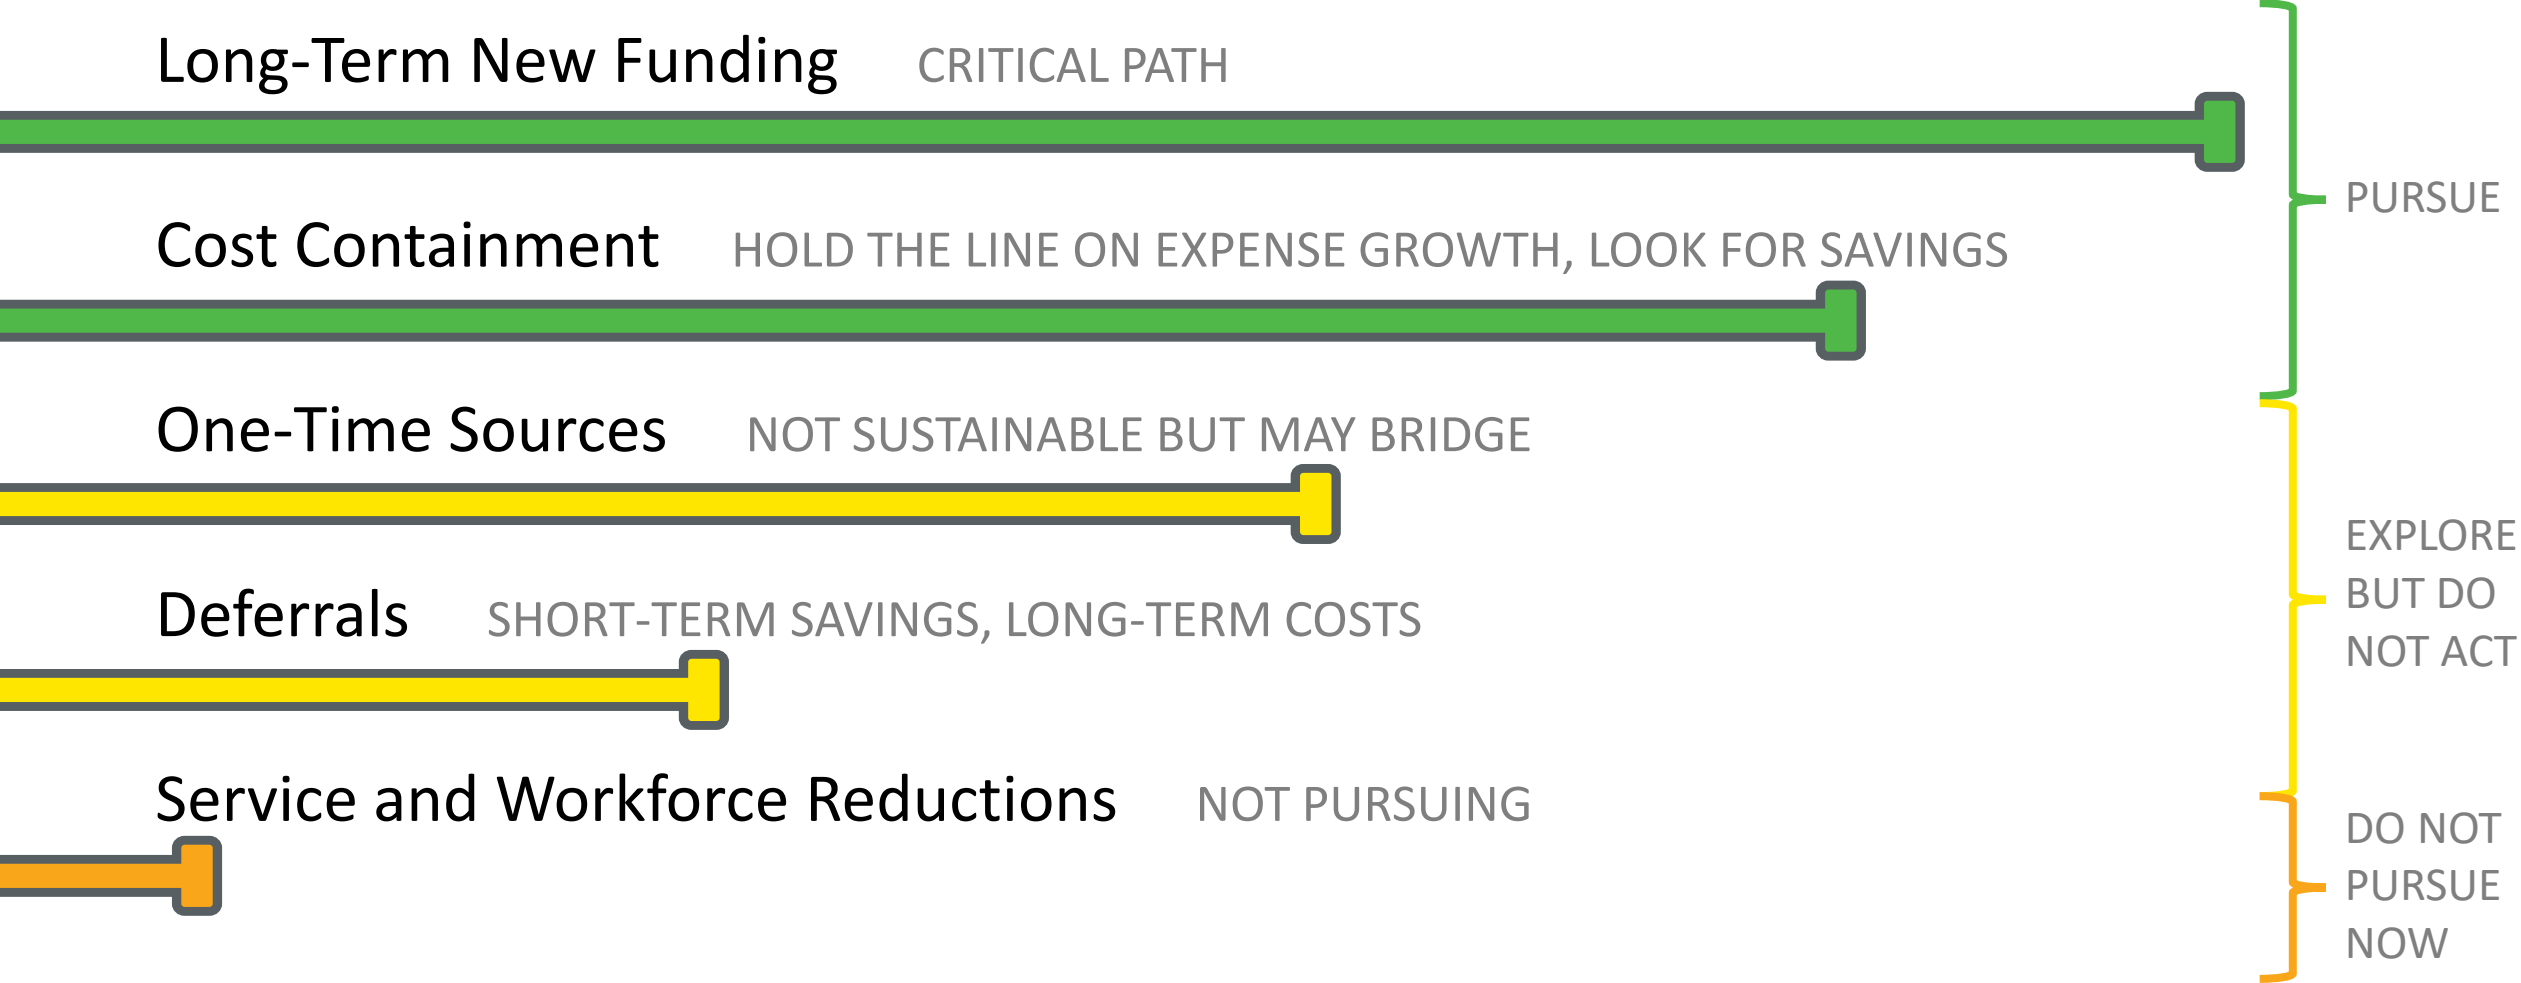 Long-Term New Funding CRITICAL PATH
Cost Containment HOLD THE LINE ON EXPENSE GROWTH, LOOK FOR SAVINGS
PURSUE
One-Time Sources NOT SUSTAINABLE BUT MAY BRIDGE
Deferrals SHORT-TERM SAVINGS, LONG-TERM COSTS
EXPLORE
BUT DO
NOT ACT
Service and Workforce Reductions NOT PURSUING
DO NOT
PURSUE
NOW